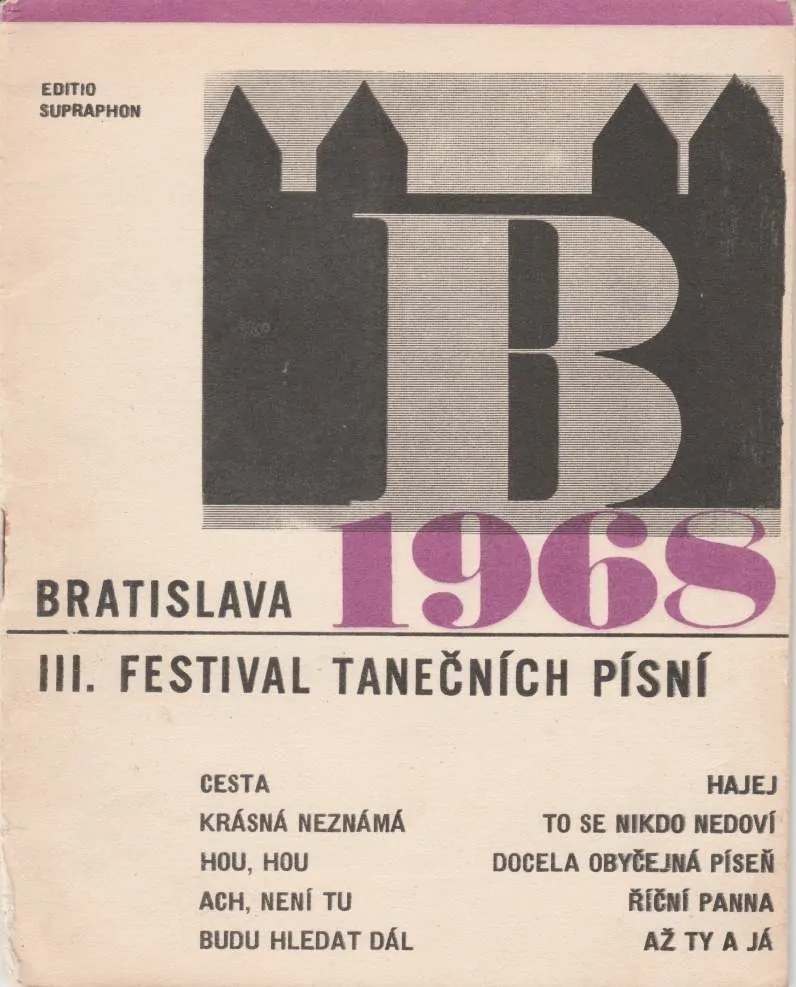 EDITIO
SUPRAPHON
B
1968
BRATISLAVA
III. FESTIVAL TANEČNÍCH PÍSNÍ
CESTA
KRÁSNÁ NEZNÁMÁ
HOU, HOU
ACH, NENÍ TU
BUDU HLEDAT DÁL
HAJEJ
TO SE NIKDO NEDOVÍ
DOCELA OBYČEJNÁ PÍSEŇ
ŘÍČNÍ PANNA
AŽ TY A JÁ